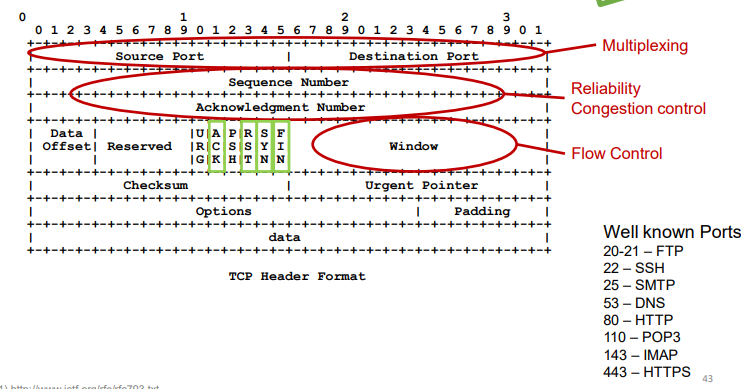 0                   1                   2                   3
0 1 2 3 4 5 6 7 8 9 0 1 2 3 4 5 6 7 8 9 0 1 2 3 4 5 6 7 8 9 0 1
+-+-+-+-+-+-+-+-+-+-+-+-+-+-+-+-+-+-+-+-+-+-+-+-+-+-+-+-+-+-+-+-+
| Source Port | Destination Port |
+-+-+-+-+-+-+-+-+-+-+-+-+-+-+-+-+-+-+-+-+-+-+-+-+-+-+-+-+-+-+-+-+
| Sequence Number |
+-+-+-+-+-+-+-+-+-+-+-+-+-+-+-+-+-+-+-+-+-+-+-+-+-+-+-+-+-+-+-+-+
| Acknowledgment Number |
+-+-+-+-+-+-+-+-+-+-+-+-+-+-+-+-+-+-+-+-+-+-+-+-+-+-+-+-+-+-+-+-+
| Data | |U|A|P|R|S|F| |
| Offset| Reserved |R|C|S|S|Y|I| Window |
| | |G|K|H|T|N|N| |
+-+-+-+-+-+-+-+-+-+-+-+-+-+-+-+-+-+-+-+-+-+-+-+-+-+-+-+-+-+-+-+-+
| Checksum | Urgent Pointer |
+-+-+-+-+-+-+-+-+-+-+-+-+-+-+-+-+-+-+-+-+-+-+-+-+-+-+-+-+-+-+-+-+
| Options | Padding |
+-+-+-+-+-+-+-+-+-+-+-+-+-+-+-+-+-+-+-+-+-+-+-+-+-+-+-+-+-+-+-+-+
| data |
+-+-+-+-+-+-+-+-+-+-+-+-+-+-+-+-+-+-+-+-+-+-+-+-+-+-+-+-+-+-+-+-+
TCP Header Format
Multiplexing
Reliability
Congestion control
Flow Control
Well known Ports
20-21 – FTP
22 – SSH
25 – SMTP
53 – DNS
80 – HTTP
110 – POP3
143 – IMAP
443 – HTTPS
43